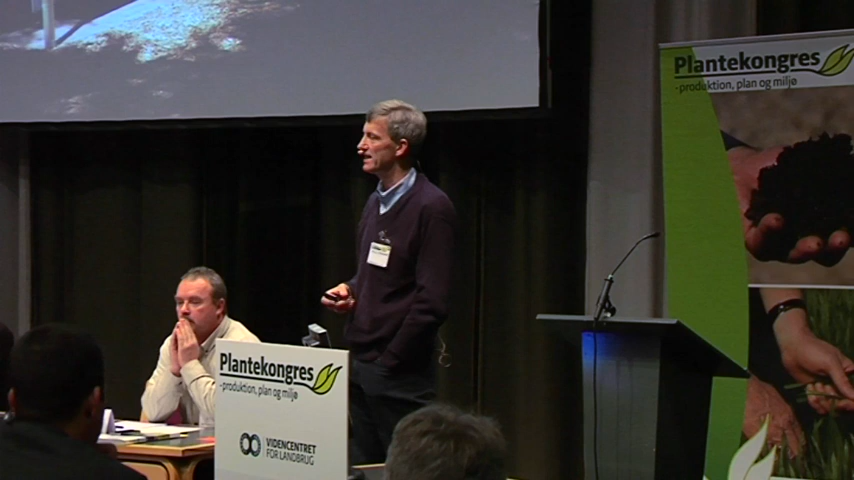 Plantekongres
-produktion, plan og miljø
Plantekongres
-produktion, plan og miljø
VIDENCENTRET
FOR LANDBRUG